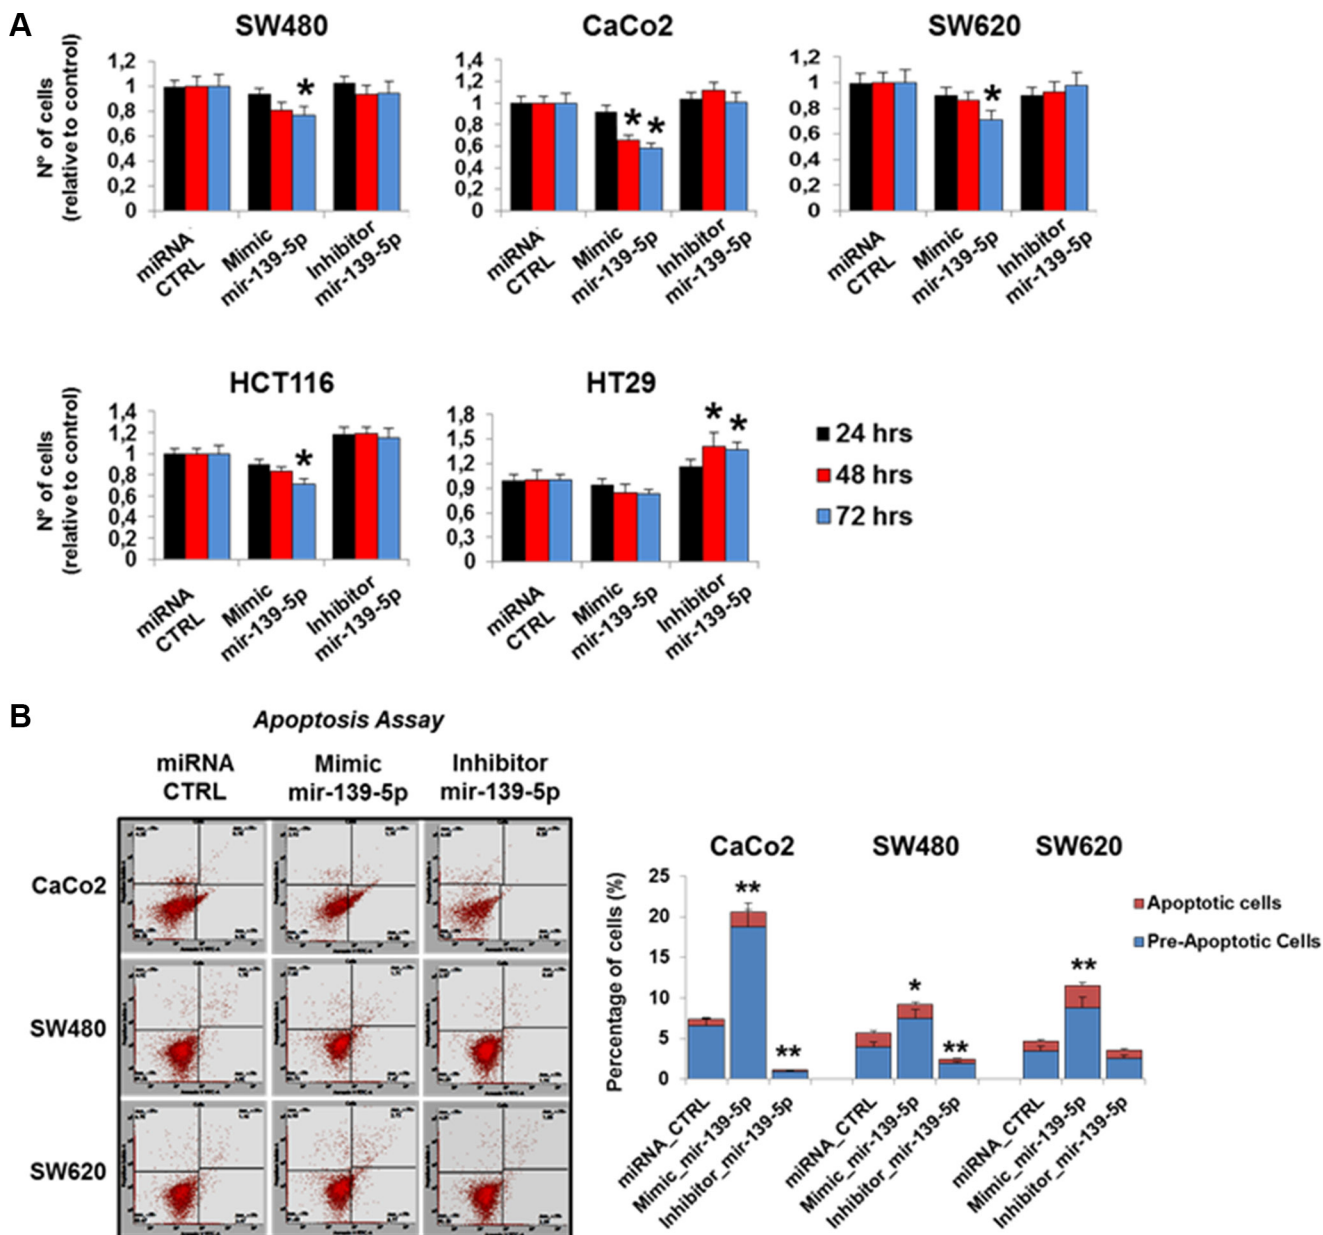 A
SW480
CaCo2
SW620
N° of cells
(relative to control)
1,2
1
0,8
0,6
0,4
0,2
0
*
miRNA
CTRL
Mimic
mir-139-5p
Inhibitor
mir-139-5p
1,4
1,2
1
0,8
0,6
0,4
0,2
0
* *
miRNA
CTRL
Mimic
mir-139-5p
Inhibitor
mir-139-5p
1,2
1
0,8
0,6
0,4
0,2
0
*
miRNA
CTRL
Mimic
mir-139-5p
Inhibitor
mir-139-5p
HCT116
HT29
N° of cells
(relative to control)
1,4
1,2
1
0,8
0,6
0,4
0,2
0
*
miRNA
CTRL
Mimic
mir-139-5p
Inhibitor
mir-139-5p
1,8
1,5
1,2
0,9
0,6
0,3
0
* *
miRNA
CTRL
Mimic
mir-139-5p
Inhibitor
mir-139-5p
24 hrs
48 hrs
72 hrs
B
Apoptosis Assay
miRNA
CTRL
Mimic
mir-139-5p
Inhibitor
mir-139-5p
CaCo2
SW480
SW620
CaCo2
SW480
SW620
Percentage of cells (%)
25
20
15
10
5
0
**
**
*
**
**
miRNA_CTRL
Mimic_mir-139-5p
Inhibitor_mir-139-5p
miRNA_CTRL
Mimic_mir-139-5p
Inhibitor_mir-139-5p
miRNA_CTRL
Mimic_mir-139-5p
Inhibitor_mir-139-5p
Apoptotic cells
Pre-Apoptotic Cells